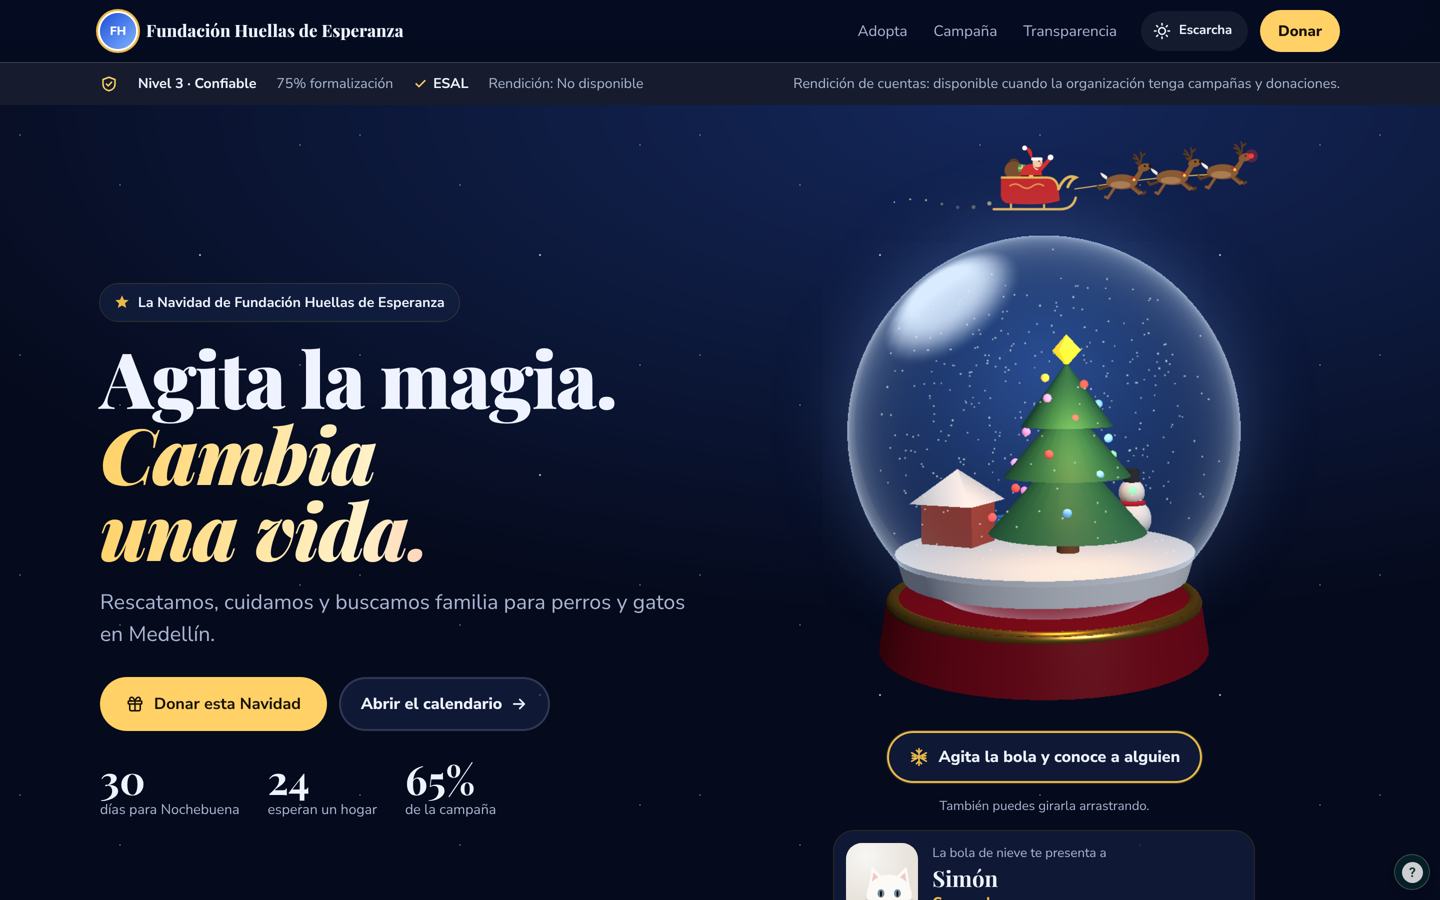 FH
Fundación Huellas de Esperanza
Adopta
Campaña
Transparencia
Escarcha
Donar
Nivel 3 · Confiable
75% formalización
ESAL
Rendición: No disponible
Rendición de cuentas: disponible cuando la organización tenga campañas y donaciones.
La Navidad de Fundación Huellas de Esperanza
Agita la magia.
Cambia
una vida.
Rescatamos, cuidamos y buscamos familia para perros y gatos
en Medellín.
Donar esta Navidad
Abrir el calendario
30
días para Nochebuena
24
esperan un hogar
65%
de la campaña
Agita la bola y conoce a alguien
También puedes girarla arrastrando.
La bola de nieve te presenta a
Simón
?